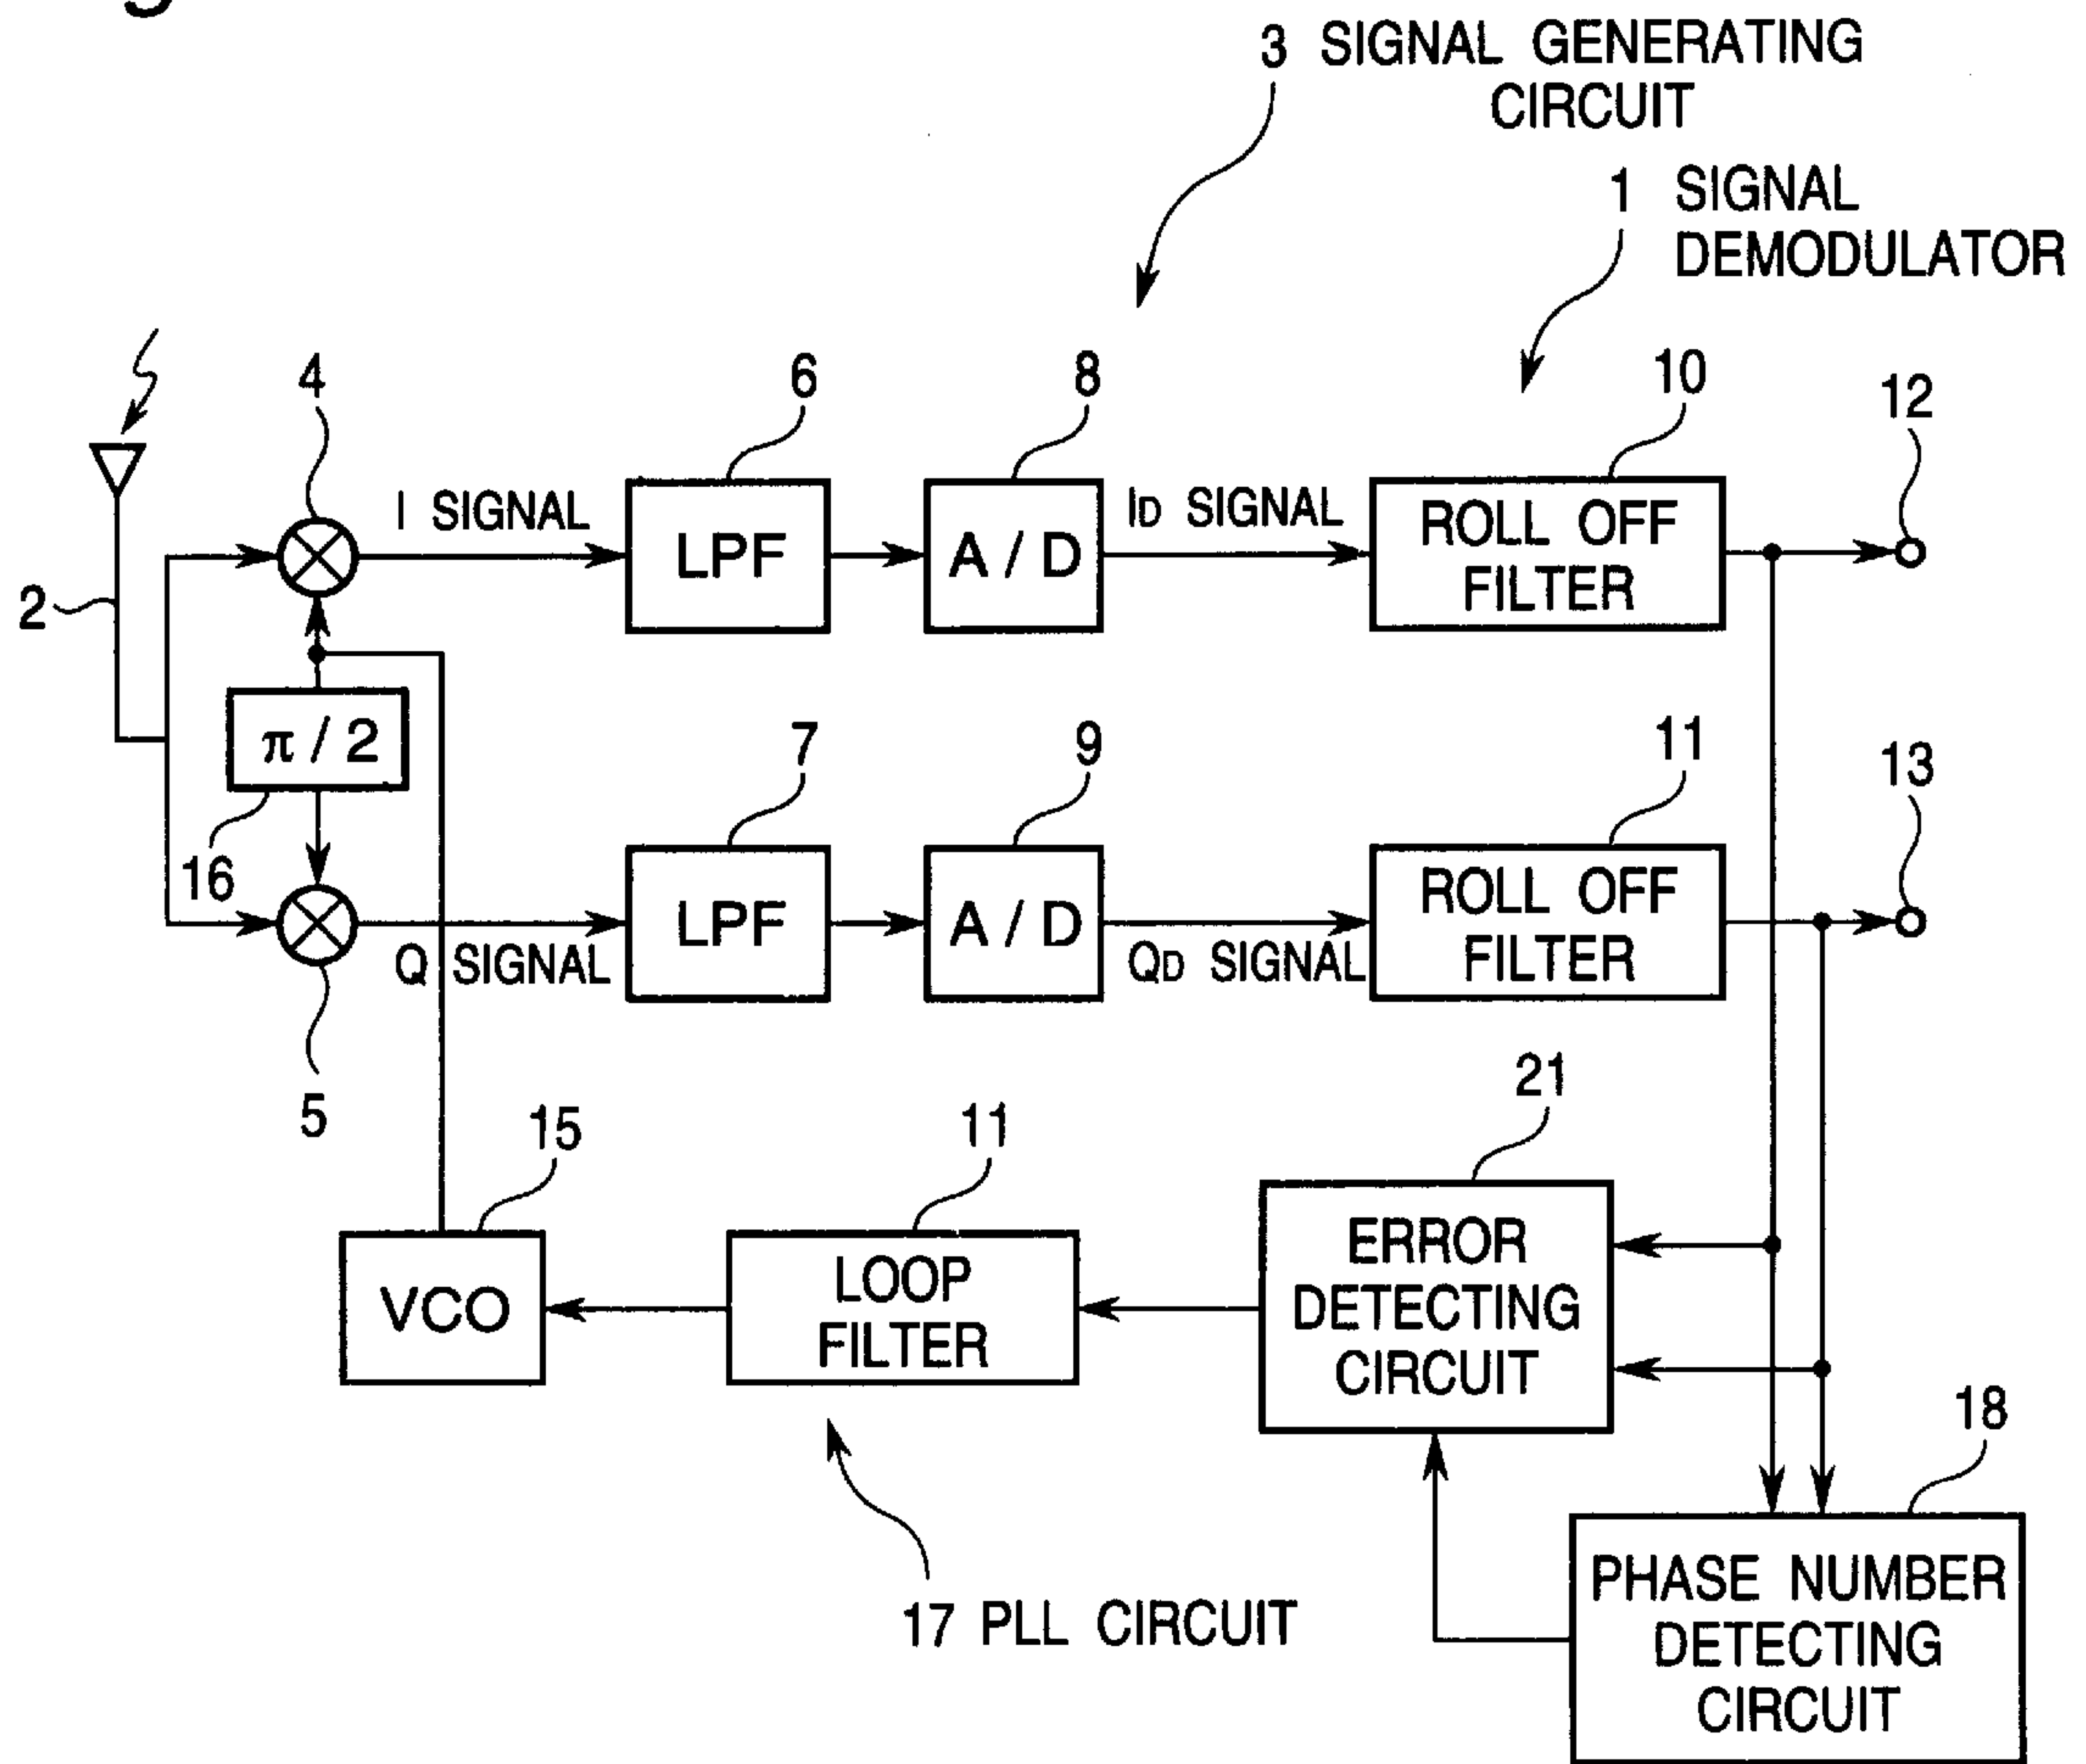 3 SIGNAL GENERATING
CIRCUIT
1 SIGNAL
DEMODULATOR
4
6
8
10
12
I SIGNAL
LPF
A / D
ID SIGNAL
ROLL OFF
FILTER
2
π / 2
16
7
9
11
13
Q SIGNAL
LPF
A / D
QD SIGNAL
ROLL OFF
FILTER
5
15
11
21
VCO
LOOP
FILTER
ERROR
DETECTING
CIRCUIT
18
17 PLL CIRCUIT
PHASE NUMBER
DETECTING
CIRCUIT